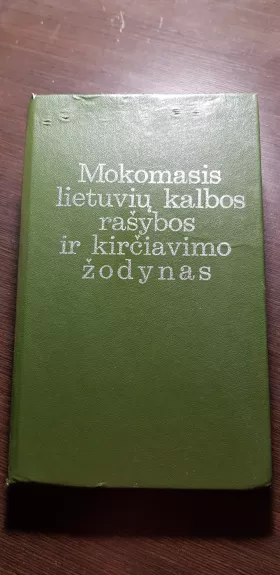 Mokomasis
lietuvių kalbos
rašybos
ir kirčiavimo
žodynas